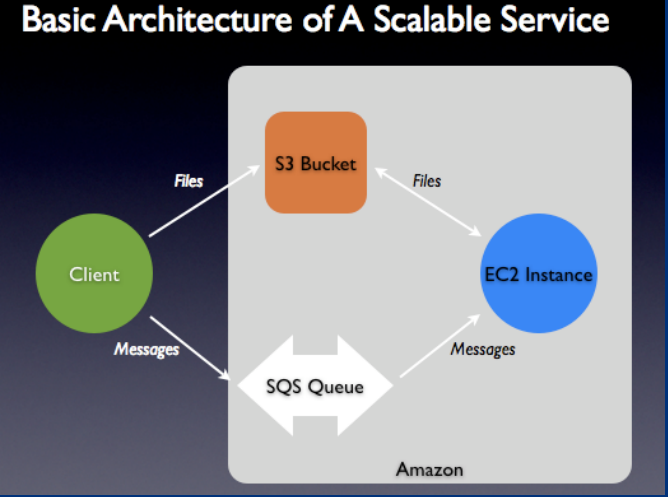 Basic Architecture of A Scalable Service
S3 Bucket
Files
Files
Client
EC2 Instance
Messages
Messages
SQS Queue
Amazon